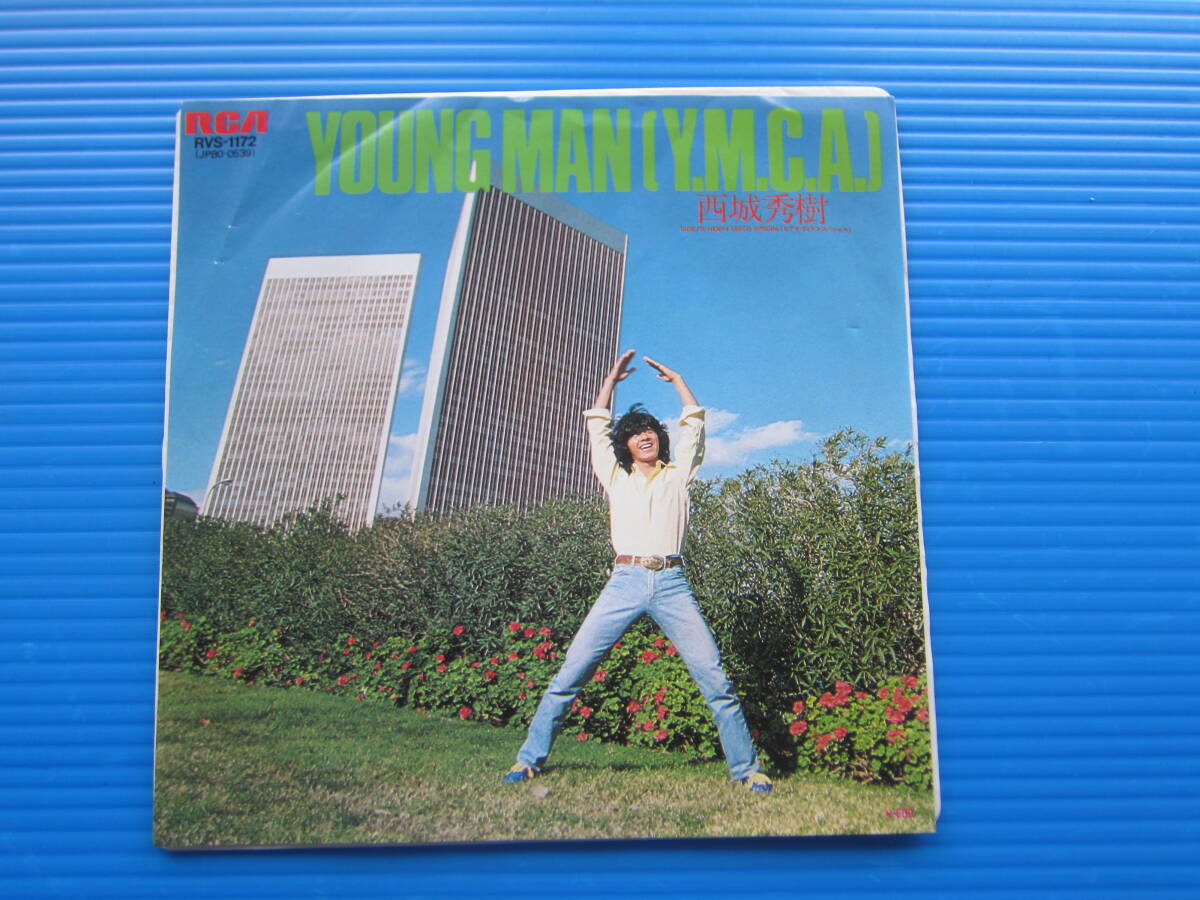 RCA
RVS-1172
(JPBO-0539)
YOUNG MAN (Y.M.C.A.)
西城秀樹